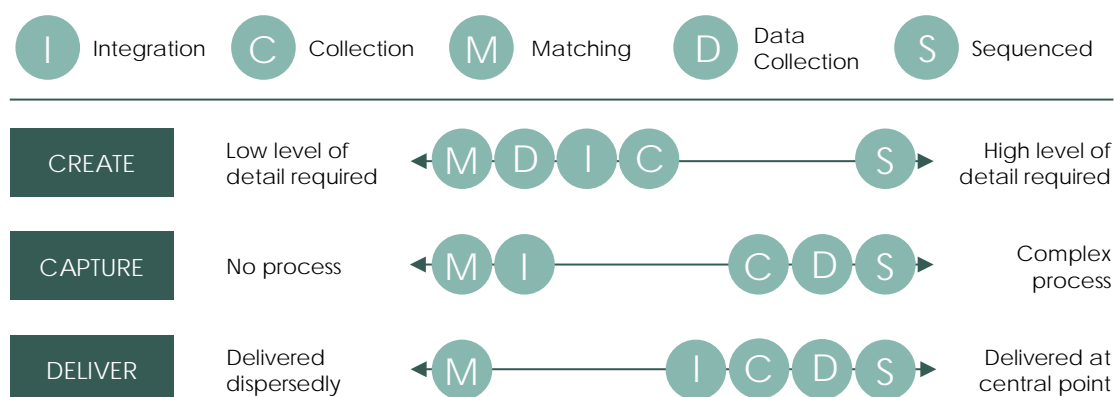 I Integration C Collection M Matching D Data Collection S Sequenced
CREATE Low level of detail required M D I C S High level of detail required
CAPTURE No process M I C D S Complex process
DELIVER Delivered dispersedly M I C D S Delivered at central point